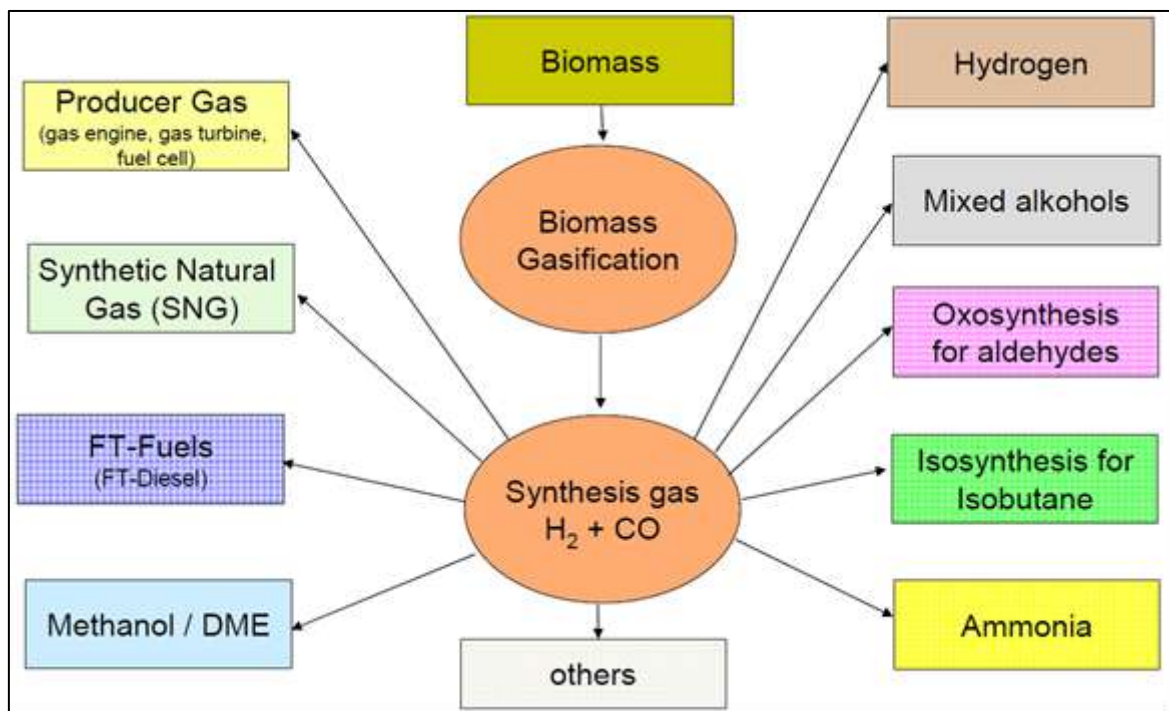 Biomass
Hydrogen
Producer Gas
(gas engine, gas turbine,
fuel cell)
Biomass
Gasification
Mixed alkohols
Synthetic Natural
Gas (SNG)
Oxosynthesis
for aldehydes
FT-Fuels
(FT-Diesel)
Synthesis gas
H₂ + CO
Isosynthesis for
Isobutane
Methanol / DME
others
Ammonia